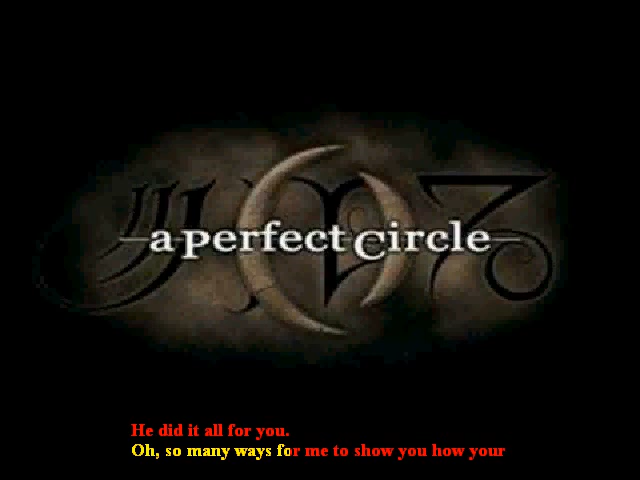 a perfect circle
He did it all for you.
Oh, so many ways for me to show you how your